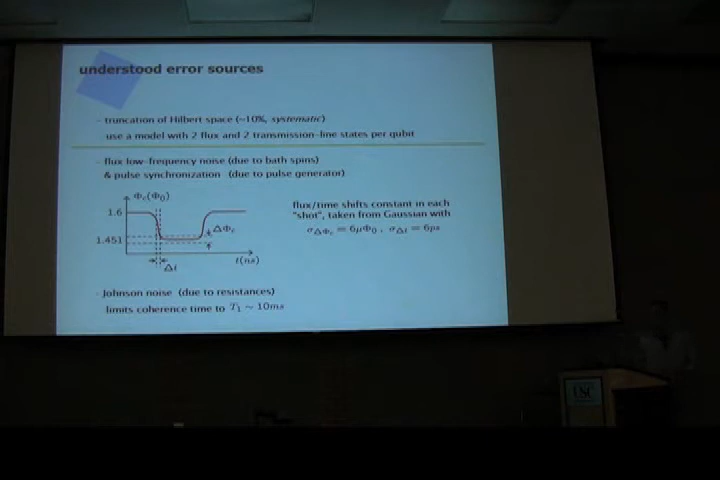 understood error sources
- truncation of Hilbert space (~10%, systematic)
use a model with 2 flux and 2 transmission-line states per qubit
- flux low-frequency noise (due to bath spins)
& pulse synchronization (due to pulse generator)
Φc(Φ0)
1.6
1.451
ΔΦc
t(ns)
Δt
flux/time shifts constant in each
"shot", taken from Gaussian with
σΔΦc = 6μΦ0 , σΔt = 6ps
- Johnson noise (due to resistances)
limits coherence time to T1 ~ 10ms
USC